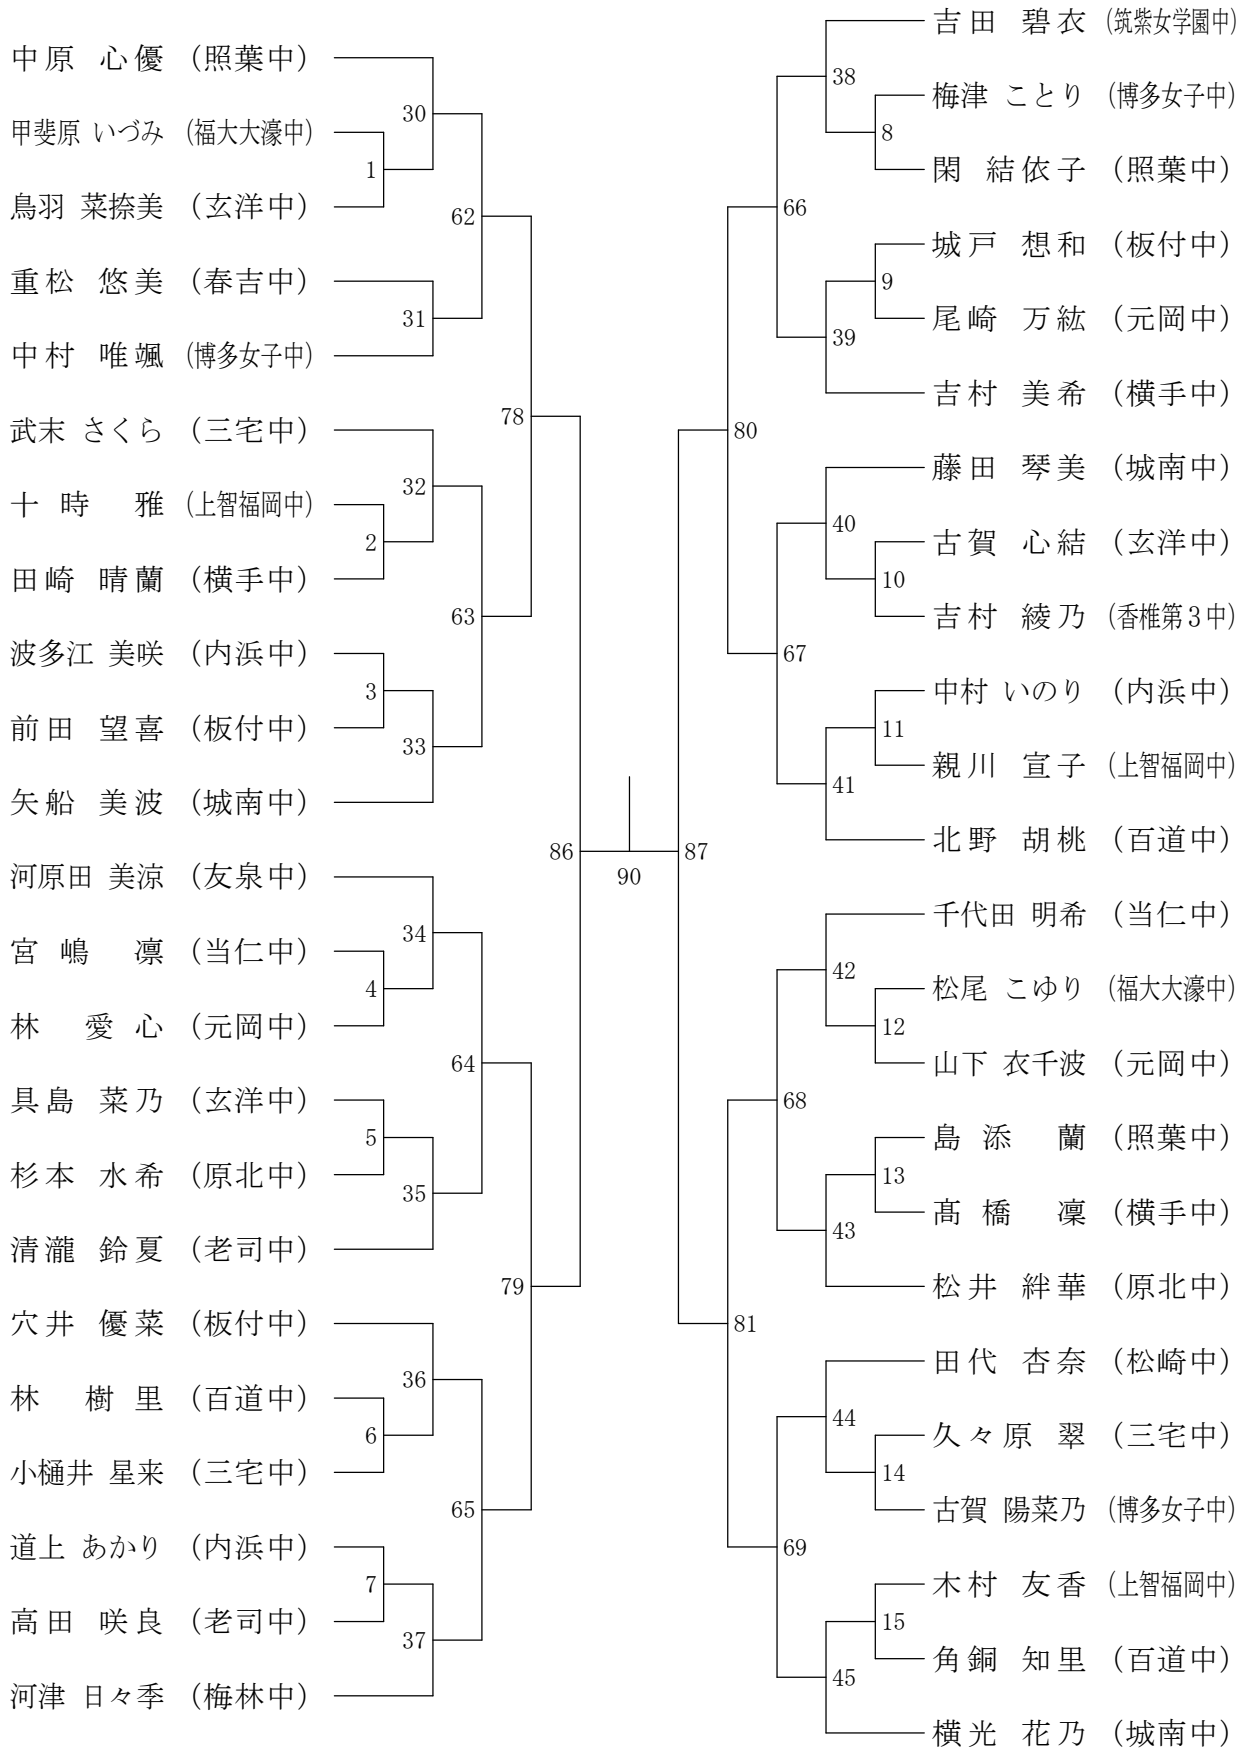 中原 心優 (照葉中)
30
甲斐原 いづみ (福大大濠中)
1
鳥羽 菜捺美 (玄洋中)
62
重松 悠美 (春吉中)
31
中村 唯颯 (博多女子中)
78
武末 さくら (三宅中)
32
十時 雅 (上智福岡中)
2
田崎 晴蘭 (横手中)
63
波多江 美咲 (内浜中)
3
前田 望喜 (板付中)
33
矢船 美波 (城南中)
86
河原田 美涼 (友泉中)
34
宮嶋 凛 (当仁中)
4
林 愛心 (元岡中)
64
具島 菜乃 (玄洋中)
5
杉本 水希 (原北中)
35
清瀧 鈴夏 (老司中)
79
穴井 優菜 (板付中)
36
林 樹里 (百道中)
6
小樋井 星来 (三宅中)
65
道上 あかり (内浜中)
7
高田 咲良 (老司中)
37
河津 日々季 (梅林中)
90
吉田 碧衣 (筑紫女学園中)
38
梅津 ことり (博多女子中)
8
閑 結依子 (照葉中)
66
城戸 想和 (板付中)
9
尾崎 万紘 (元岡中)
39
吉村 美希 (横手中)
80
藤田 琴美 (城南中)
40
古賀 心結 (玄洋中)
10
吉村 綾乃 (香椎第3中)
67
中村 いのり (内浜中)
11
親川 宣子 (上智福岡中)
41
北野 胡桃 (百道中)
87
千代田 明希 (当仁中)
42
松尾 こゆり (福大大濠中)
12
山下 衣千波 (元岡中)
68
島添 蘭 (照葉中)
13
髙橋 凜 (横手中)
43
松井 絆華 (原北中)
81
田代 杏奈 (松崎中)
44
久々原 翠 (三宅中)
14
古賀 陽菜乃 (博多女子中)
69
木村 友香 (上智福岡中)
15
角銅 知里 (百道中)
45
横光 花乃 (城南中)